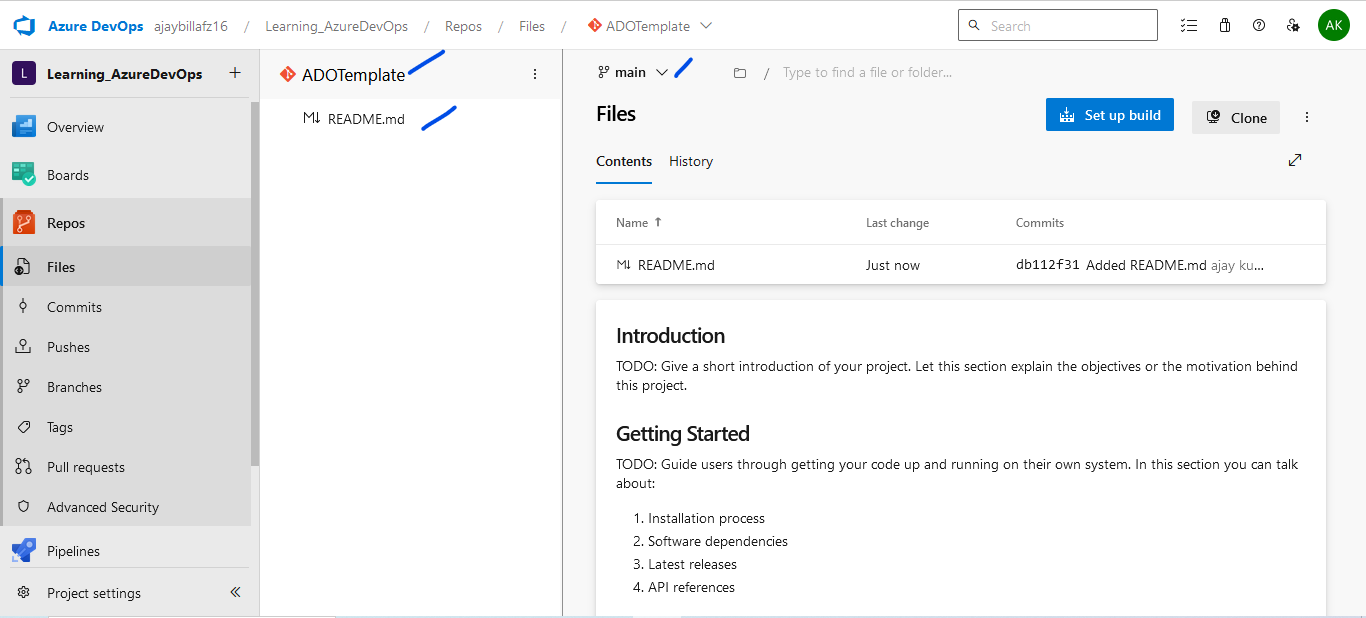 Azure DevOps ajaybillafz16 / Learning_AzureDevOps / Repos / Files / ADOTemplate
Search
AK
L Learning_AzureDevOps +
Overview
Boards
Repos
Files
Commits
Pushes
Branches
Tags
Pull requests
Advanced Security
Pipelines
Project settings
ADOTemplate
README.md
main / Type to find a file or folder...
Files
Set up build
Clone
Contents History
Name Last change Commits
README.md Just now db112f31 Added README.md ajay ku...
Introduction
TODO: Give a short introduction of your project. Let this section explain the objectives or the motivation behind
this project.
Getting Started
TODO: Guide users through getting your code up and running on their own system. In this section you can talk
about:
1. Installation process
2. Software dependencies
3. Latest releases
4. API references